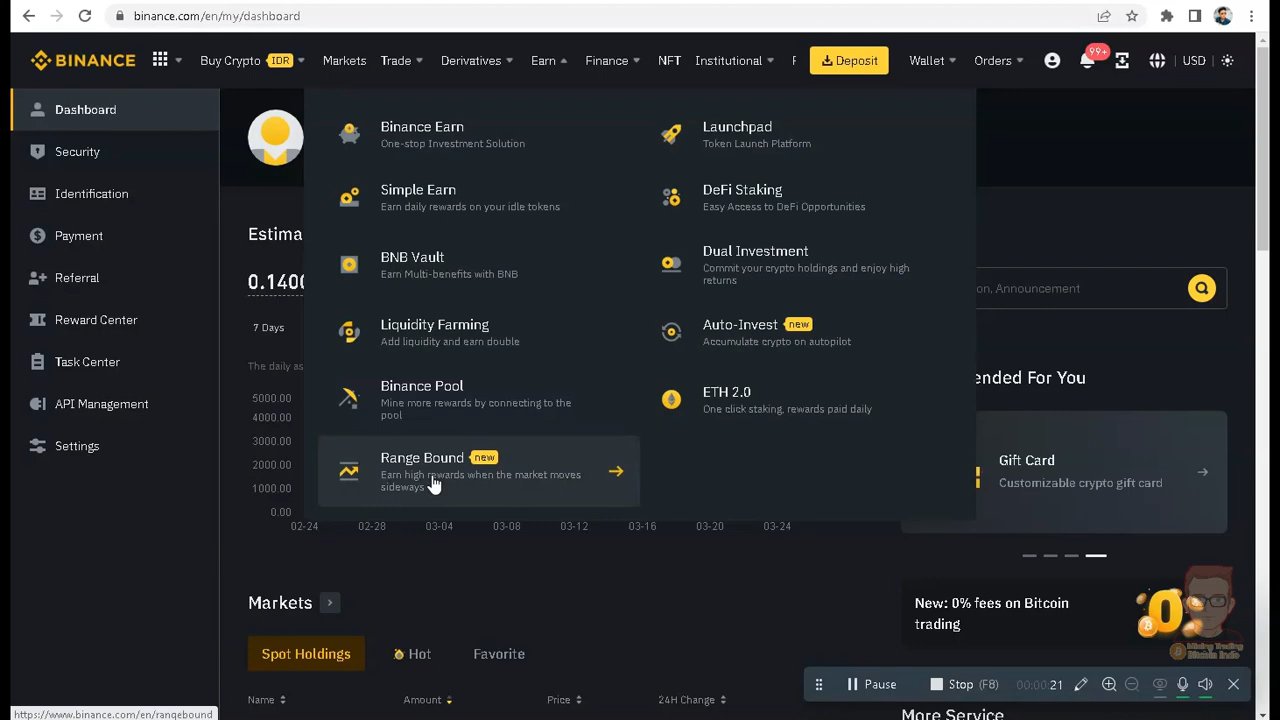 binance.com/en/my/dashboard
BINANCE
Buy Crypto IDR
Markets
Trade
Derivatives
Earn
Finance
NFT
Institutional
Deposit
Wallet
Orders
99+
USD
Dashboard
Security
Identification
Payment
Referral
Reward Center
Task Center
API Management
Settings
Binance Earn
One-stop Investment Solution
Simple Earn
Earn daily rewards on your idle tokens
BNB Vault
Earn Multi-benefits with BNB
Liquidity Farming
Add liquidity and earn double
Binance Pool
Mine more rewards by connecting to the
pool
Range Bound new
Earn high rewards when the market moves
sideways
Launchpad
Token Launch Platform
DeFi Staking
Easy Access to DeFi Opportunities
Dual Investment
Commit your crypto holdings and enjoy high
returns
Auto-Invest new
Accumulate crypto on autopilot
ETH 2.0
One click staking, rewards paid daily
Estima
0.1400
7 Days
The daily as
5000.00
4000.00
3000.00
2000.00
1000.00
0.00
02-24
02-28
03-04
03-08
03-12
03-16
03-20
03-24
on, Announcement
ended For You
Gift Card
Customizable crypto gift card
New: 0% fees on Bitcoin
trading
Markets
Spot Holdings
Hot
Favorite
Name
Amount
Price
24H Change
Mining Trading
Bitcoin Indo
Pause
Stop (F8)
00:00:21
More Service
https://www.binance.com/en/rangebound